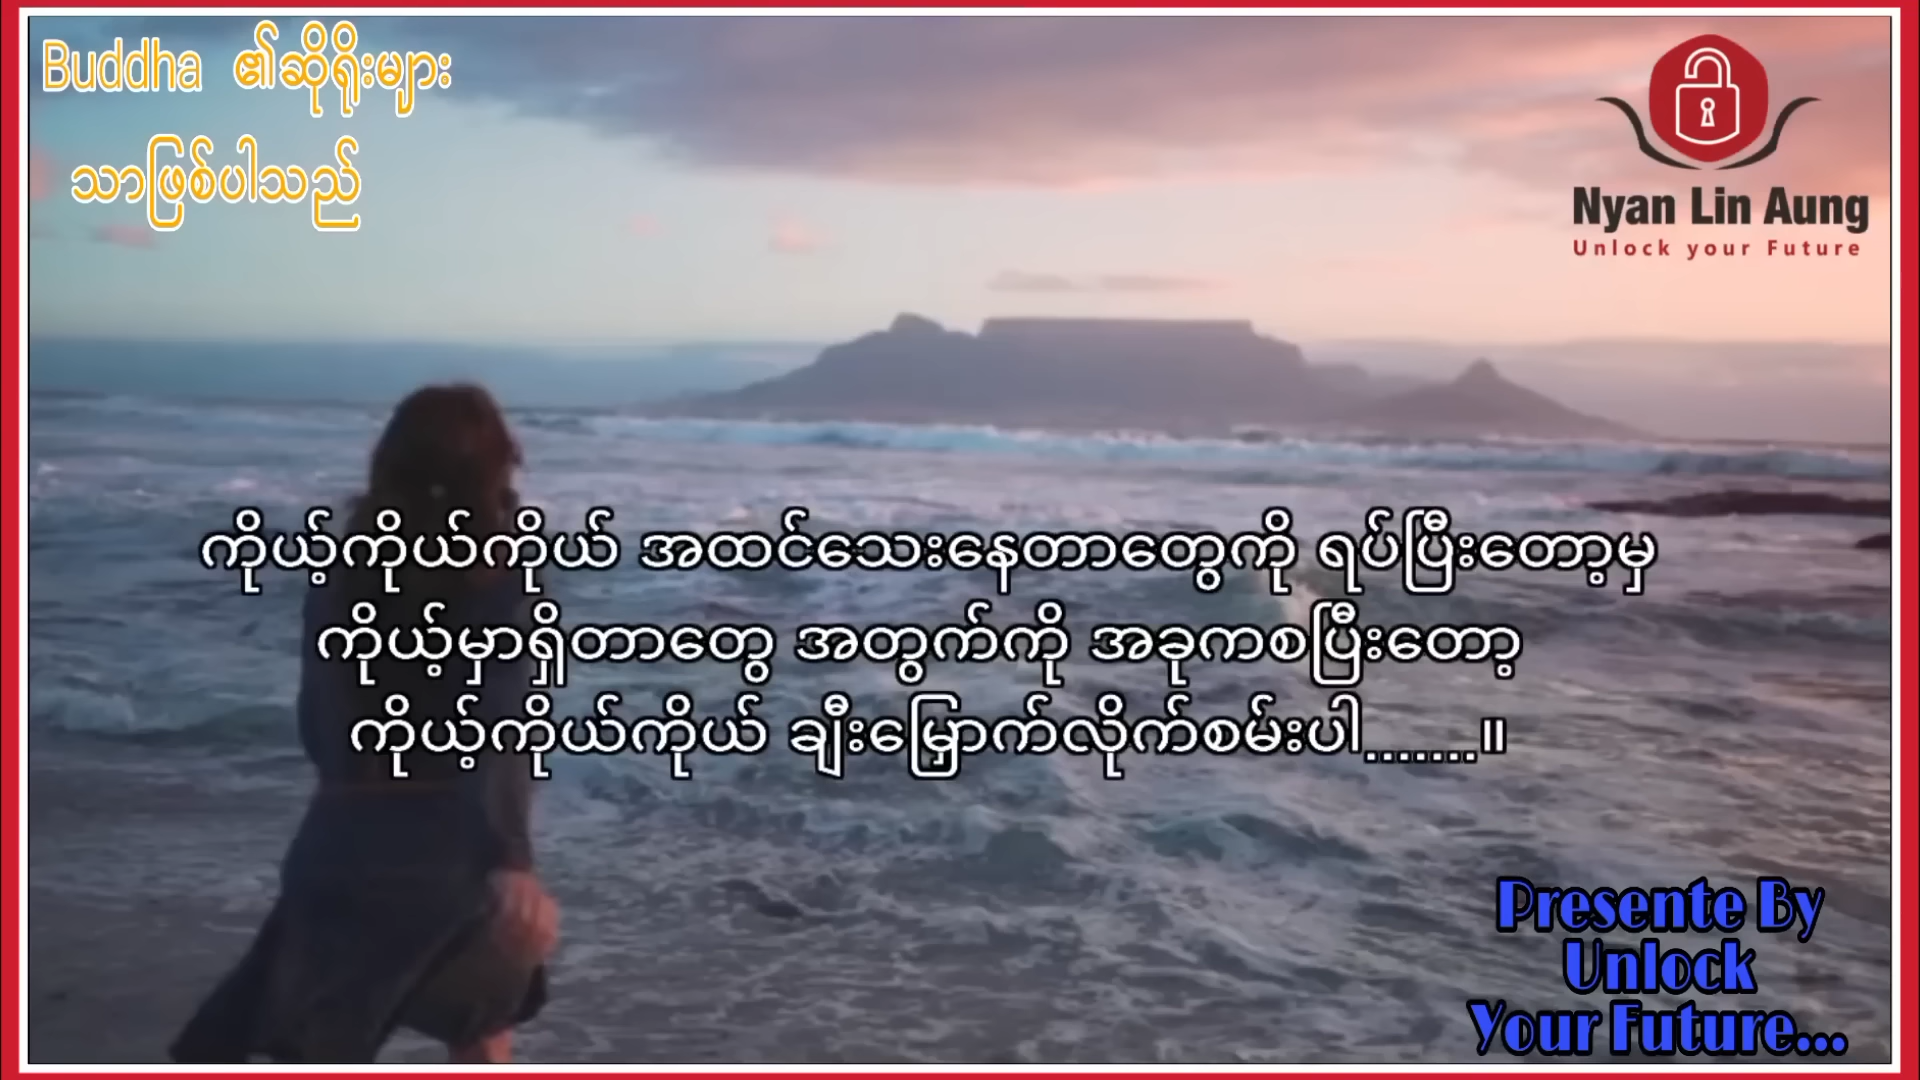 Buddha ၏ဆိုရိုးများ
သာဖြစ်ပါသည်
Nyan Lin Aung
Unlock your Future
ကိုယ့်ကိုယ်ကိုယ် အထင်သေးနေတာတွေကို ရပ်ပြီးတော့မှ
ကိုယ့်မှာရှိတာတွေ အတွက်ကို အခုကစပြီးတော့
ကိုယ့်ကိုယ်ကိုယ် ချီးမြှောက်လိုက်စမ်းပါ.......။
Presente By
Unlock
Your Future...